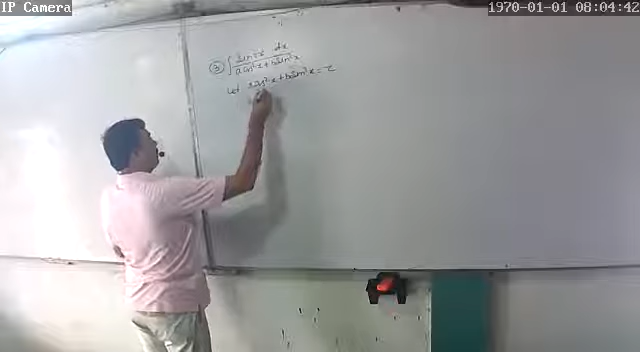 IP Camera 1970-01-01 08:04:42
③ ∫ sin2x dx / a cos²x + b sin²x
Let a cos²x + b sin²x = z